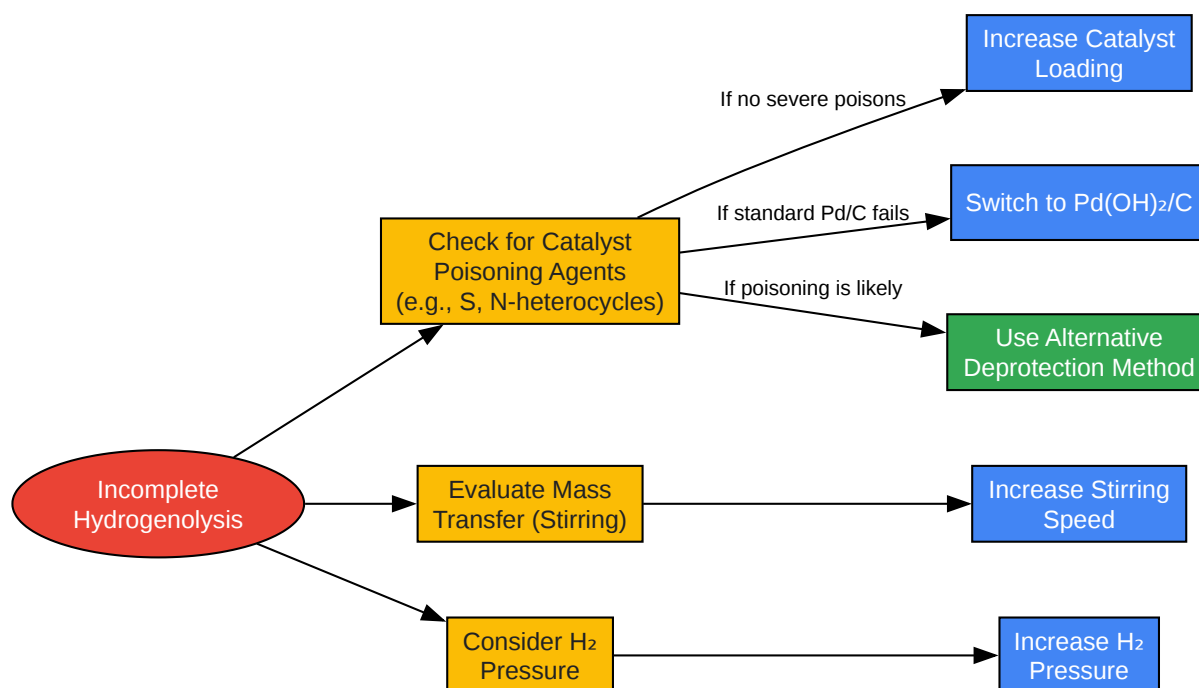 Increase Catalyst
Loading
If no severe poisons
Switch to Pd(OH)₂/C
If standard Pd/C fails
Check for Catalyst
Poisoning Agents
(e.g., S, N-heterocycles)
If poisoning is likely
Use Alternative
Deprotection Method
Incomplete
Hydrogenolysis
Evaluate Mass
Transfer (Stirring)
Increase Stirring
Speed
Consider H₂
Pressure
Increase H₂
Pressure